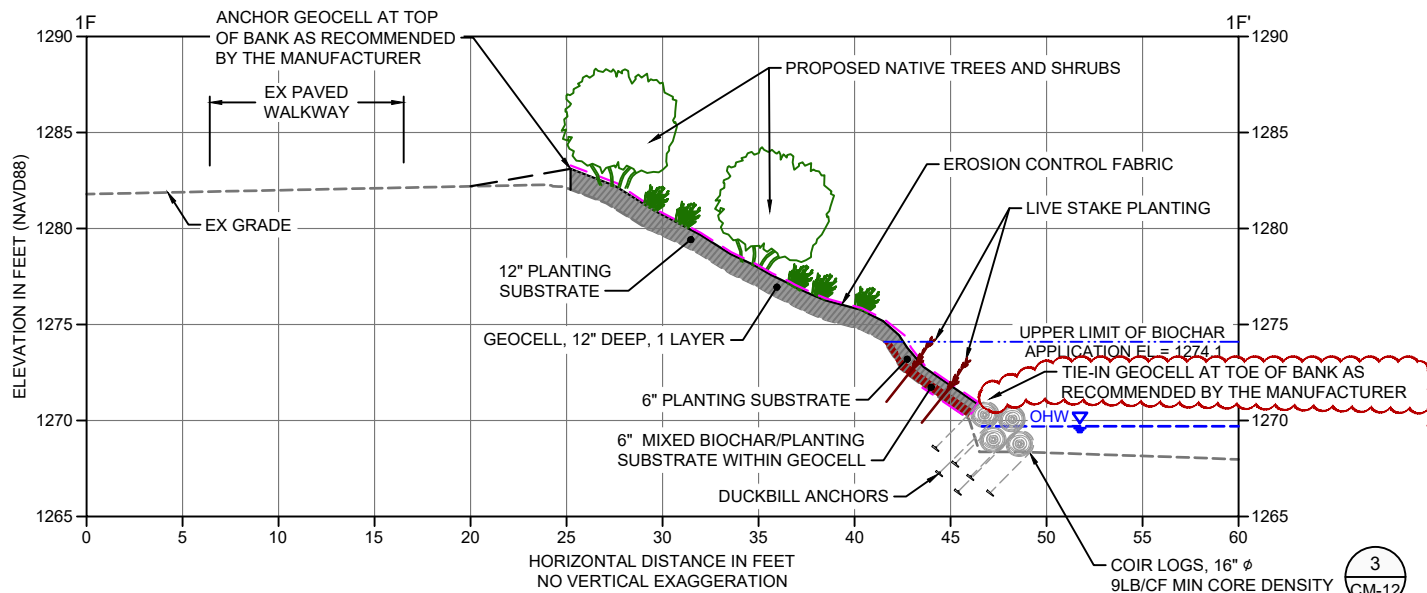 1F
1F'
ANCHOR GEOCELL AT TOP
OF BANK AS RECOMMENDED
BY THE MANUFACTURER
PROPOSED NATIVE TREES AND SHRUBS
EX PAVED
WALKWAY
EROSION CONTROL FABRIC
LIVE STAKE PLANTING
EX GRADE
12" PLANTING
SUBSTRATE
GEOCELL, 12" DEEP, 1 LAYER
UPPER LIMIT OF BIOCHAR
APPLICATION EL = 1274.1
TIE-IN GEOCELL AT TOE OF BANK AS
RECOMMENDED BY THE MANUFACTURER
6" PLANTING SUBSTRATE
OHW
6" MIXED BIOCHAR/PLANTING
SUBSTRATE WITHIN GEOCELL
DUCKBILL ANCHORS
COIR LOGS, 16" ø
9LB/CF MIN CORE DENSITY
3
CM-12
ELEVATION IN FEET (NAVD88)
1290
1285
1280
1275
1270
1265
1290
1285
1280
1275
1270
1265
0
5
10
15
20
25
30
35
40
45
50
55
60
HORIZONTAL DISTANCE IN FEET
NO VERTICAL EXAGGERATION